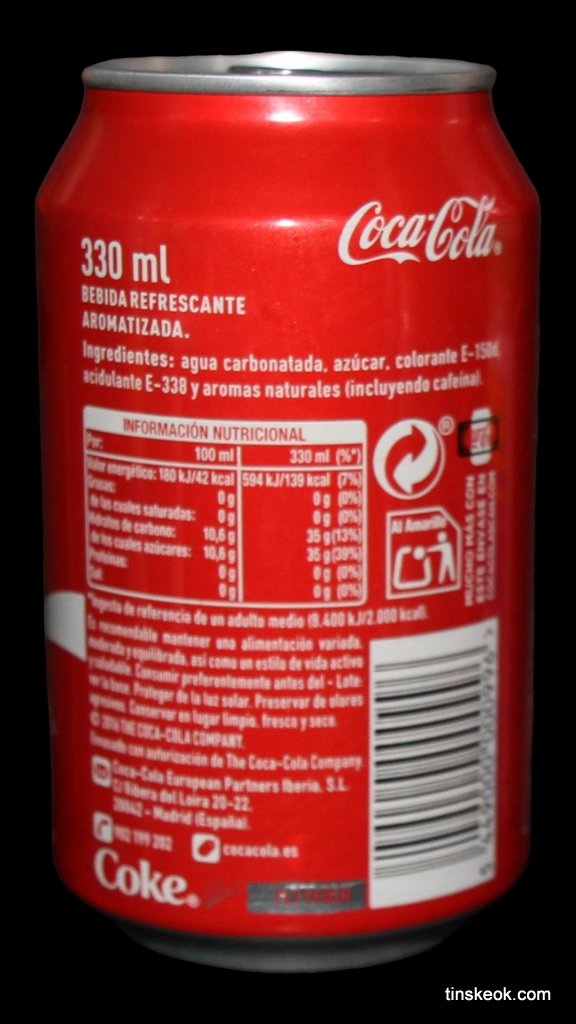 Coca-Cola
330 ml
BEBIDA REFRESCANTE
AROMATIZADA.
Ingredientes: agua carbonatada, azúcar, colorante E-150d,
acidulante E-338 y aromas naturales (incluyendo cafeína).
INFORMACIÓN NUTRICIONAL
Por: 100 ml 330 ml (%*)
Valor energético: 180 kJ/42 kcal 594 kJ/139 kcal (7%)
Grasas: 0 g 0 g (0%)
de las cuales saturadas: 0 g 0 g (0%)
Hidratos de carbono: 10,6 g 35 g (13%)
de los cuales azúcares: 10,6 g 35 g (39%)
Proteínas: 0 g 0 g (0%)
Sal: 0 g 0 g (0%)
Al Amarillo
MUCHO MÁS CON
ESTE ENVASE EN
*Ingesta de referencia de un adulto medio (8.400 kJ/2.000 kcal).
Es recomendable mantener una alimentación variada,
moderada y equilibrada, así como un estilo de vida activo
y saludable. Consumir preferentemente antes del - Lote:
ver la base. Proteger de la luz solar. Preservar de olores
agresivos. Conservar en lugar limpio, fresco y seco.
© 2016 THE COCA-COLA COMPANY.
Envasado con autorización de The Coca-Cola Company
Coca-Cola European Partners Iberia, S.L.
C/ Ribera del Loira 20-22.
28042 - Madrid (España).
902 199 202 cocacola.es
Coke®
tinskeok.com